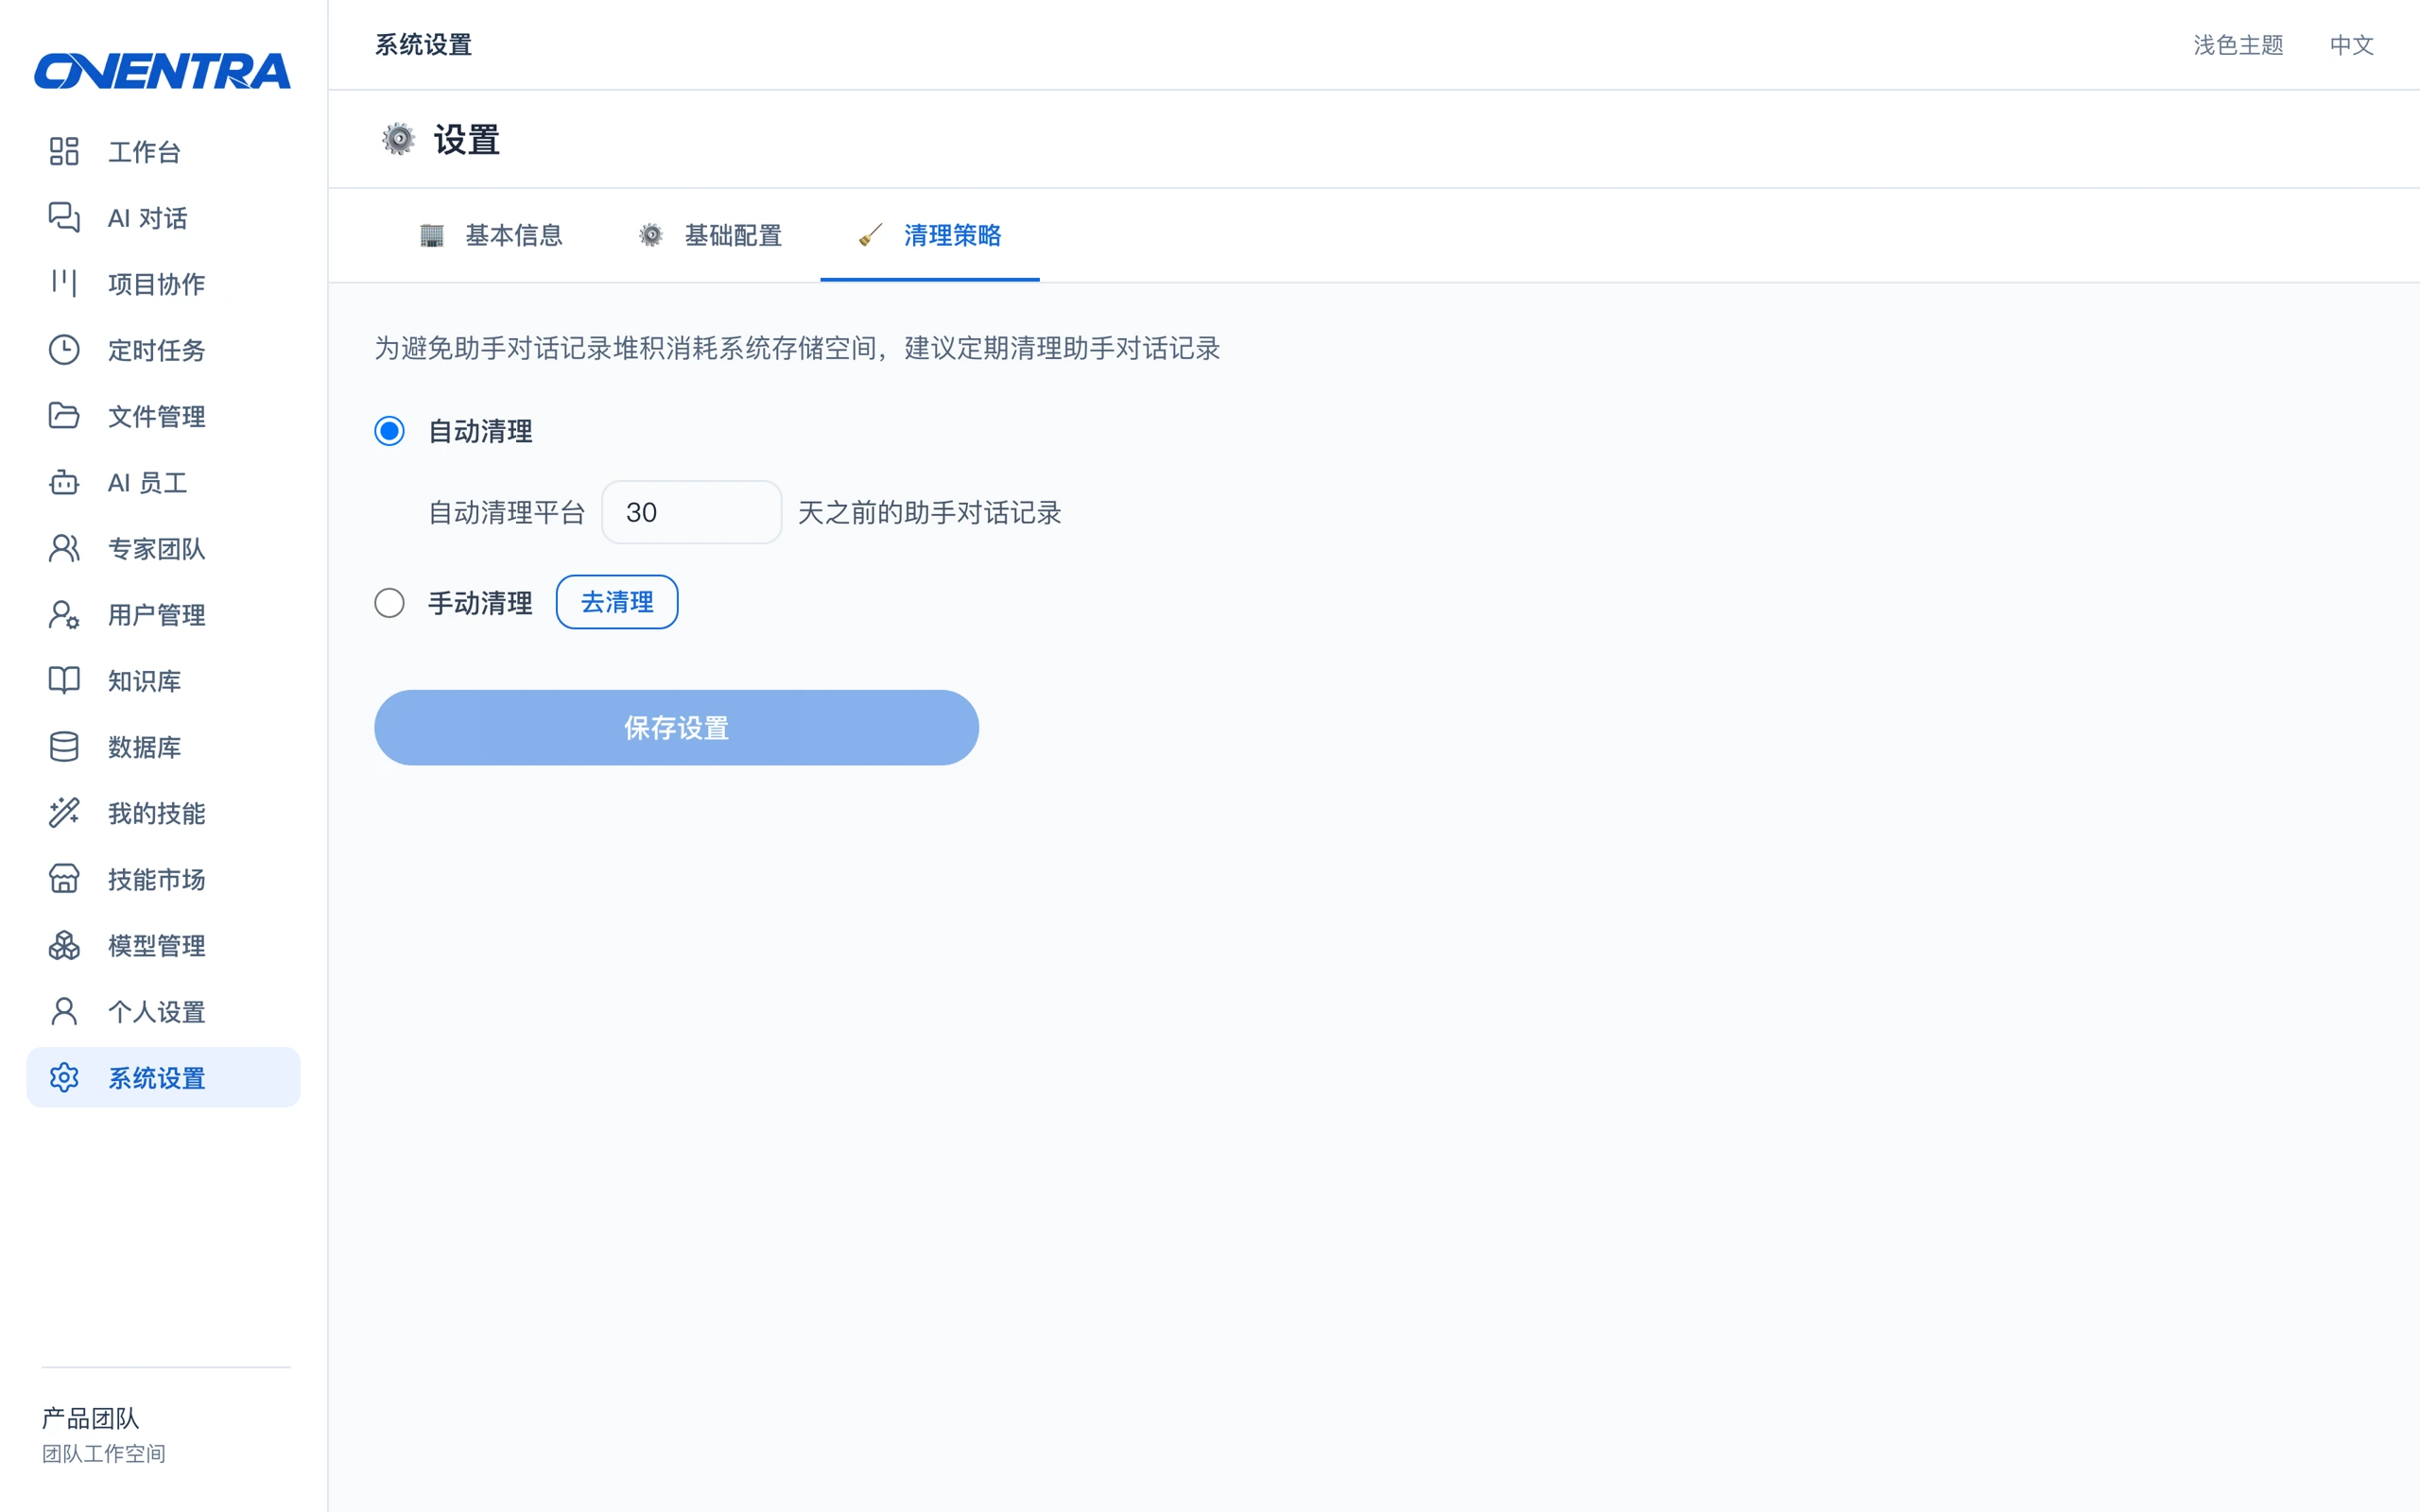 ONENTRA
工作台
AI 对话
项目协作
定时任务
文件管理
AI 员工
专家团队
用户管理
知识库
数据库
我的技能
技能市场
模型管理
个人设置
系统设置
产品团队
团队工作空间
系统设置
浅色主题 中文
设置
基本信息 基础配置 清理策略
为避免助手对话记录堆积消耗系统存储空间，建议定期清理助手对话记录
自动清理
自动清理平台 30 天之前的助手对话记录
手动清理 去清理
保存设置